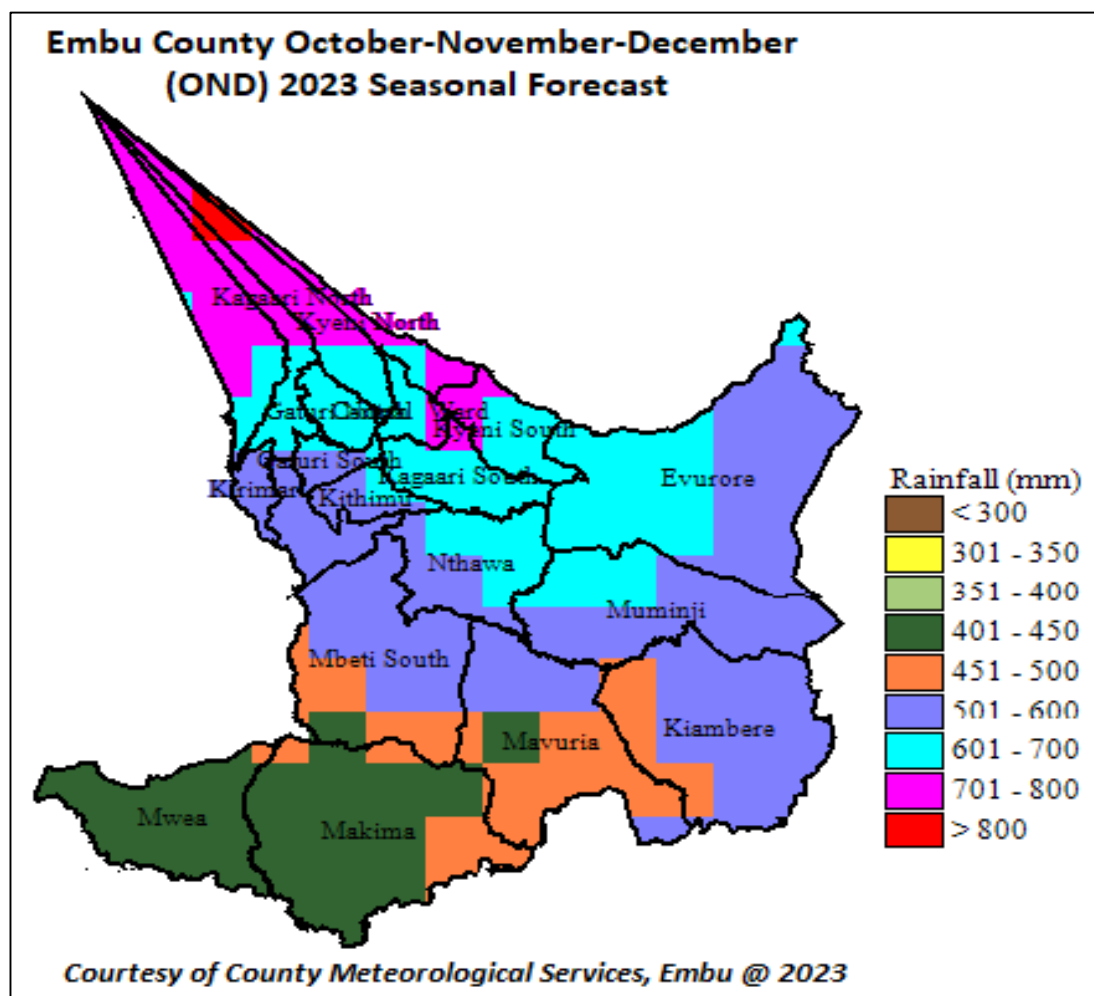 Embu County October-November-December
(OND) 2023 Seasonal Forecast
Kagaari North
Kyeni North
Gaturi
Central
Ward
Kyeni South
Gaturi South
Kagaari South
Evurore
Kirimari
Kithimu
Nthawa
Muminji
Mbeti South
Mavuria
Kiambere
Mwea
Makima
Rainfall (mm)
< 300
301 - 350
351 - 400
401 - 450
451 - 500
501 - 600
601 - 700
701 - 800
> 800
Courtesy of County Meteorological Services, Embu @ 2023